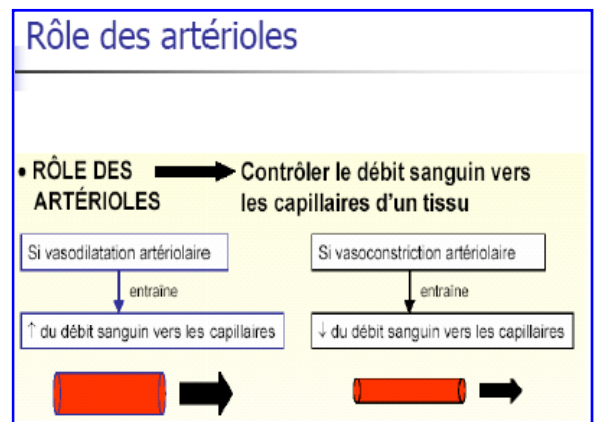 Rôle des artérioles
• RÔLE DES ARTÉRIOLES
Contrôler le débit sanguin vers
les capillaires d'un tissu
Si vasodilatation artériolaire
entraîne
↑ du débit sanguin vers les capillaires
Si vasoconstriction artériolaire
entraîne
↓ du débit sanguin vers les capillaires